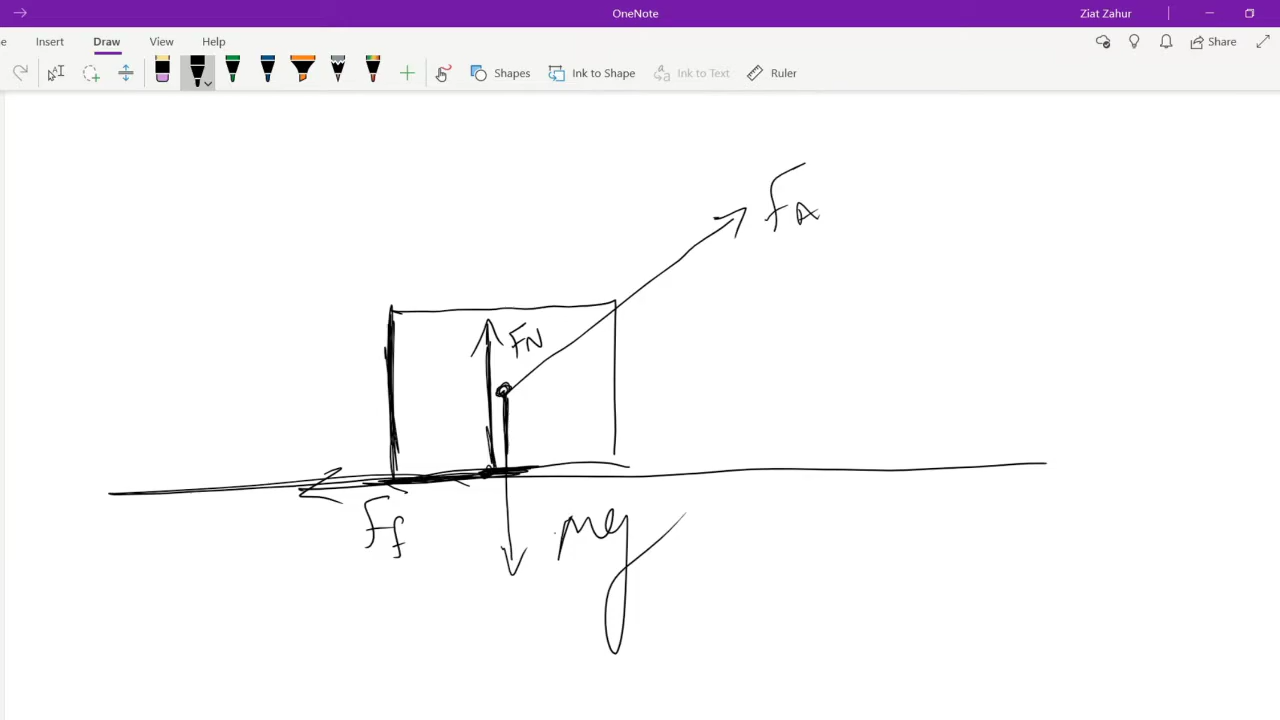 OneNote
Ziat Zahur
Insert Draw View Help
Share
Shapes Ink to Shape Ink to Text Ruler
FA
FN
Ff
mg